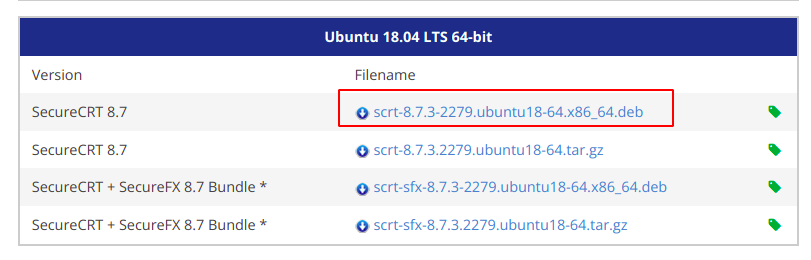 Ubuntu 18.04 LTS 64-bit
Version Filename
SecureCRT 8.7 scrt-8.7.3-2279.ubuntu18-64.x86_64.deb
SecureCRT 8.7 scrt-8.7.3.2279.ubuntu18-64.tar.gz
SecureCRT + SecureFX 8.7 Bundle * scrt-sfx-8.7.3-2279.ubuntu18-64.x86_64.deb
SecureCRT + SecureFX 8.7 Bundle * scrt-sfx-8.7.3.2279.ubuntu18-64.tar.gz